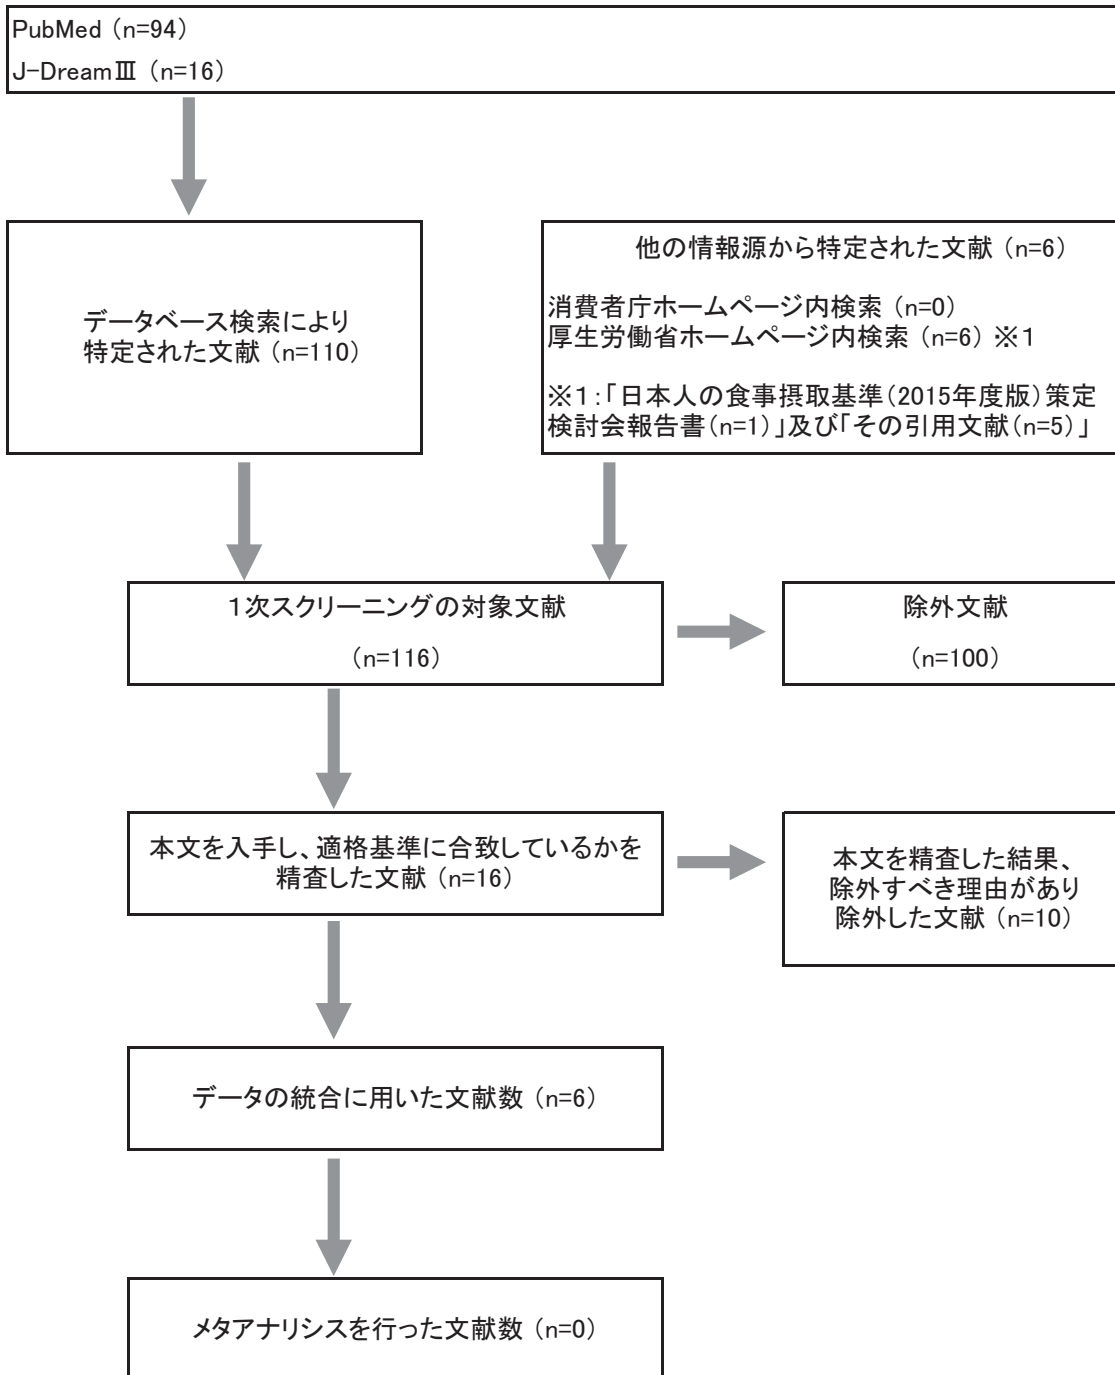 PubMed (n=94)
J-DreamⅢ (n=16)
データベース検索により
特定された文献 (n=110)
他の情報源から特定された文献 (n=6)
消費者庁ホームページ内検索 (n=0)
厚生労働省ホームページ内検索 (n=6) ※1
※1:「日本人の食事摂取基準(2015年度版)策定
検討会報告書(n=1)」及び「その引用文献(n=5)」
1次スクリーニングの対象文献
(n=116)
除外文献
(n=100)
本文を入手し、適格基準に合致しているかを
精査した文献 (n=16)
本文を精査した結果、
除外すべき理由があり
除外した文献 (n=10)
データの統合に用いた文献数 (n=6)
メタアナリシスを行った文献数 (n=0)